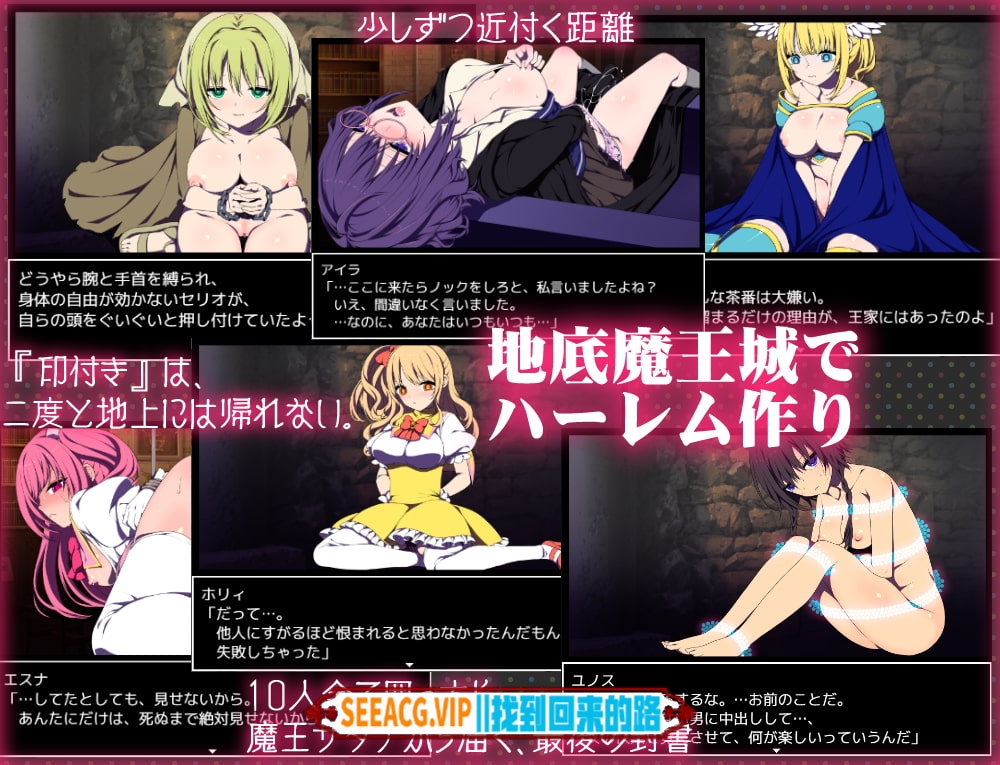 少しずつ近付く距離
どうやら腕と手首を縛られ、
身体の自由が効かないセリオが、
自らの頭をぐいぐいと押し付けていたよ
アイラ
「…ここに来たらノックをしろと、私言いましたよね？
いえ、間違いなく言いました。
…なのに、あなたはいつもいつも…」
な茶番は大嫌い。
まるだけの理由が、王家にはあったのよ」
『印付き』は、
二度と地上には帰れない。
地底魔王城で
ハーレム作り
ホリィ
「だって…。
他人にすがるほど恨まれると思わなかったんだもん
失敗しちゃった」
エスナ
「…してたとしても、見せないから。
あんたにだけは、死ぬまで絶対見せないから
10人
ユノス
するな。…お前のことだ。
男に中出しして…、
させて、何が楽しいっていうんだ」
SEEACG.VIP||找到回来的路
魔王
最後の封書